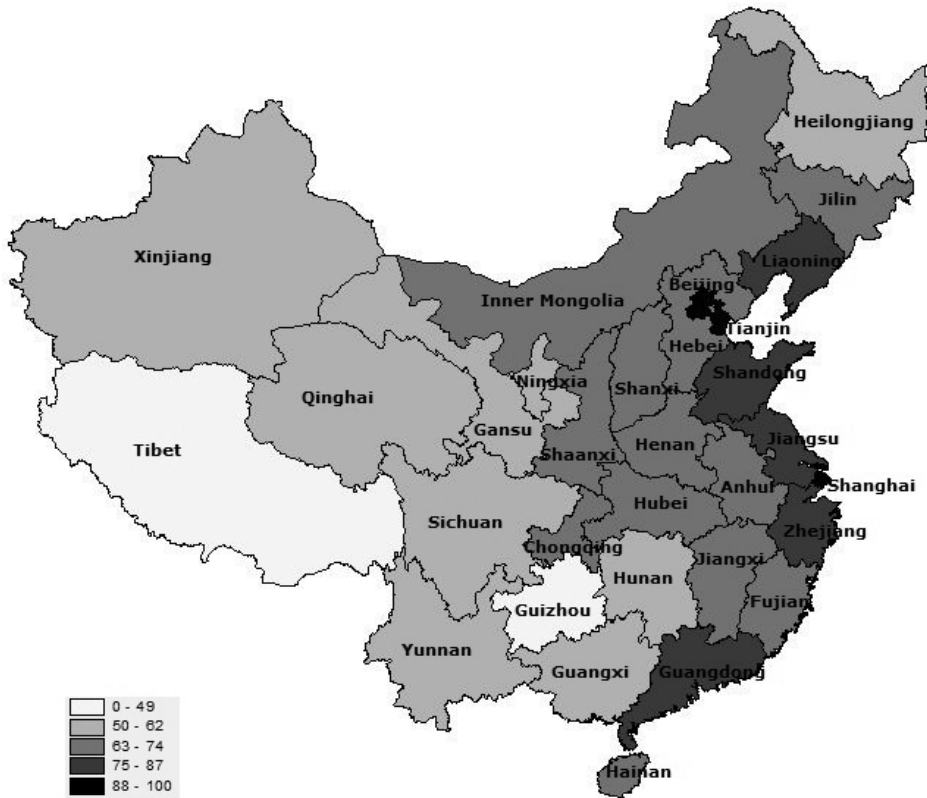 Heilongjiang
Jilin
Liaoning
Xinjiang
Beijing
Inner Mongolia
Tianjin
Hebei
Shandong
Ningxia
Shanxi
Qinghai
Gansu
Jiangsu
Henan
Tibet
Shaanxi
Shanghai
Anhui
Hubei
Sichuan
Zhejiang
Chongqing
Jiangxi
Hunan
Fujian
Guizhou
Yunnan
Guangxi
Guangdong
Hainan
0 - 49
50 - 62
63 - 74
75 - 87
88 - 100